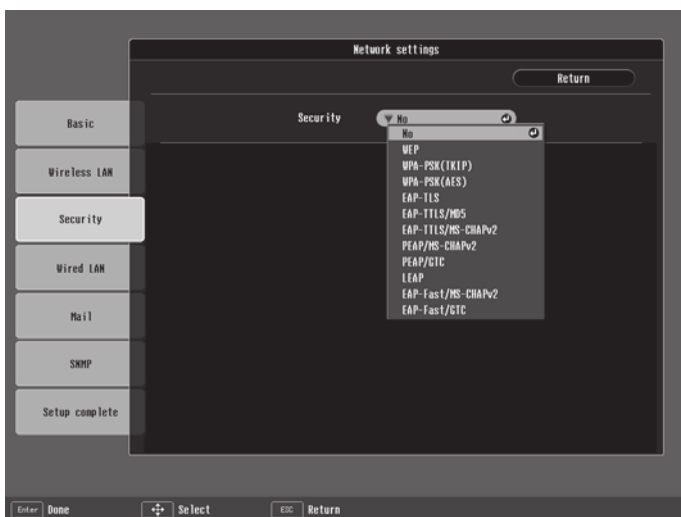 Network settings
Return
Basic
Wireless LAN
Security
Wired LAN
Mail
SNMP
Setup complete
Security
No
No
WEP
WPA-PSK(TKIP)
WPA-PSK(AES)
EAP-TLS
EAP-TTLS/MD5
EAP-TTLS/MS-CHAPv2
PEAP/MS-CHAPv2
PEAP/GTC
LEAP
EAP-Fast/MS-CHAPv2
EAP-Fast/GTC
Enter Done Select ESC Return